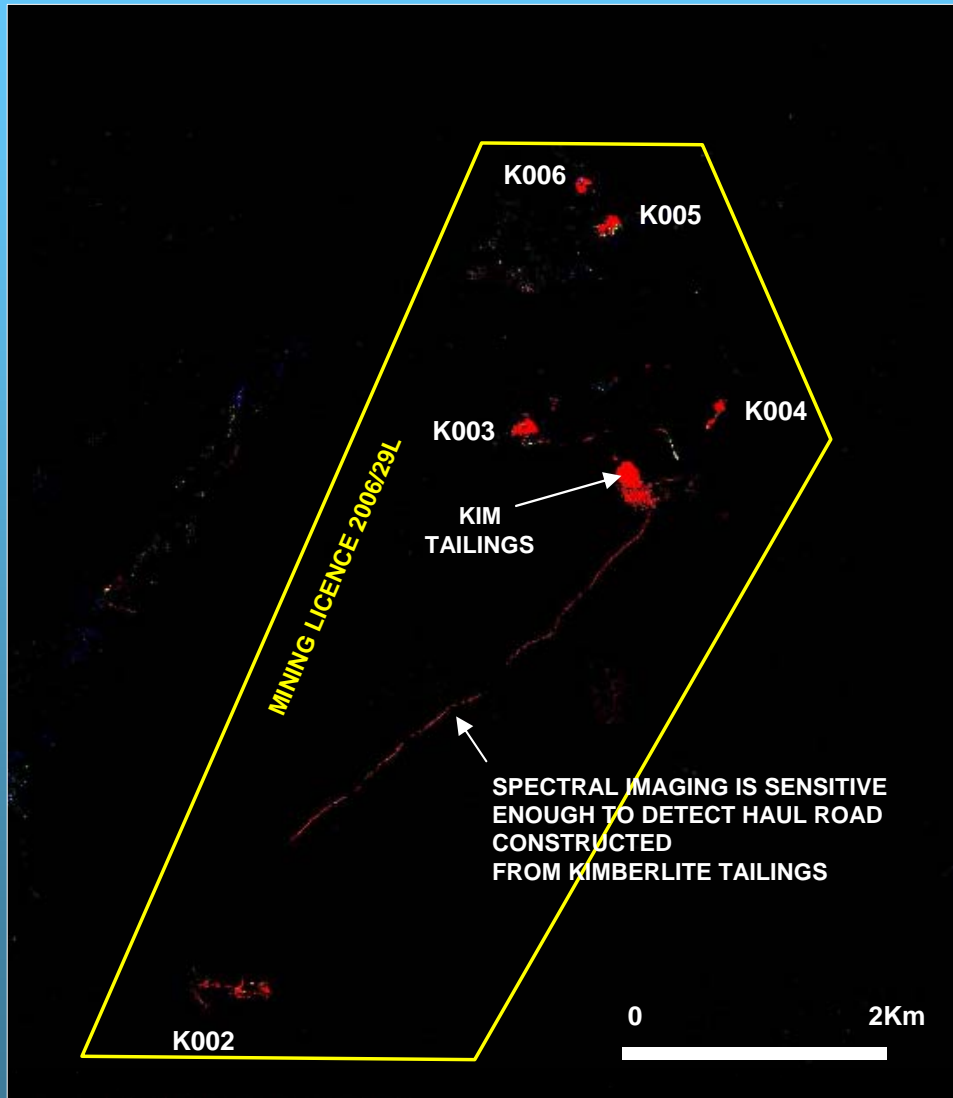 K006
K005
K004
K003
MINING LICENCE 2006/29L
KIM
TAILINGS
SPECTRAL IMAGING IS SENSITIVE
ENOUGH TO DETECT HAUL ROAD
CONSTRUCTED
FROM KIMBERLITE TAILINGS
K002
0 2Km